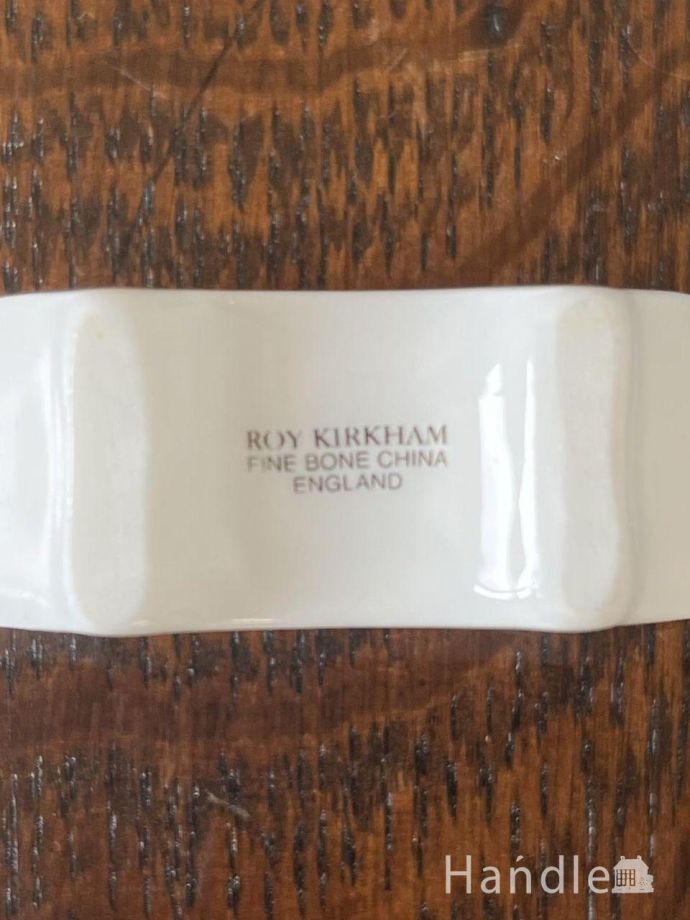 ROY KIRKHAM
FINE BONE CHINA
ENGLAND
Handle